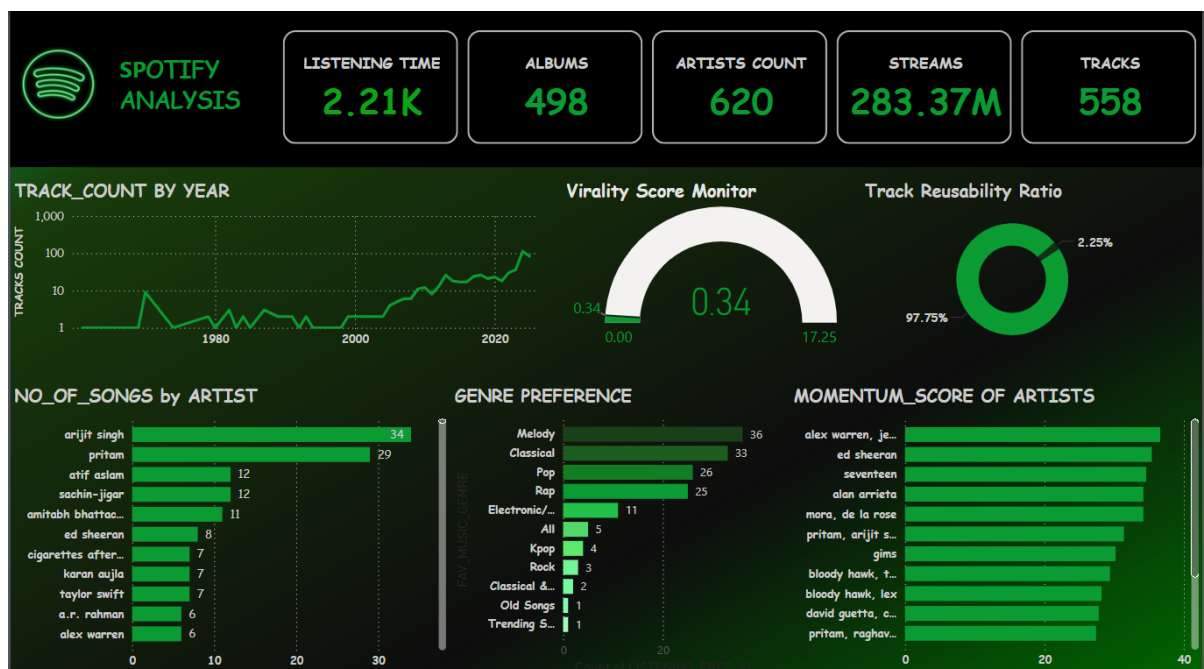 SPOTIFY
ANALYSIS
LISTENING TIME
2.21K
ALBUMS
498
ARTISTS COUNT
620
STREAMS
283.37M
TRACKS
558
TRACK_COUNT BY YEAR
TRACKS COUNT
1,000
100
10
1
1980
2000
2020
Virality Score Monitor
0.34
0.34
0.00
17.25
Track Reusability Ratio
2.25%
97.75%
NO_OF_SONGS by ARTIST
arijit singh 34
pritam 29
atif aslam 12
sachin-jigar 12
amitabh bhattac... 11
ed sheeran 8
cigarettes after... 7
karan aujla 7
taylor swift 7
a.r. rahman 6
alex warren 6
0 10 20 30
GENRE PREFERENCE
FAV_MUSIC_GENRE
Melody 36
Classical 33
Pop 26
Rap 25
Electronic/... 11
All 5
Kpop 4
Rock 3
Classical &... 2
Old Songs 1
Trending S... 1
0 20
MOMENTUM_SCORE OF ARTISTS
alex warren, je...
ed sheeran
seventeen
alan arrieta
mora, de la rose
pritam, arijit s...
gims
bloody hawk, t...
bloody hawk, lex
david guetta, c...
pritam, raghav...
0 20 40